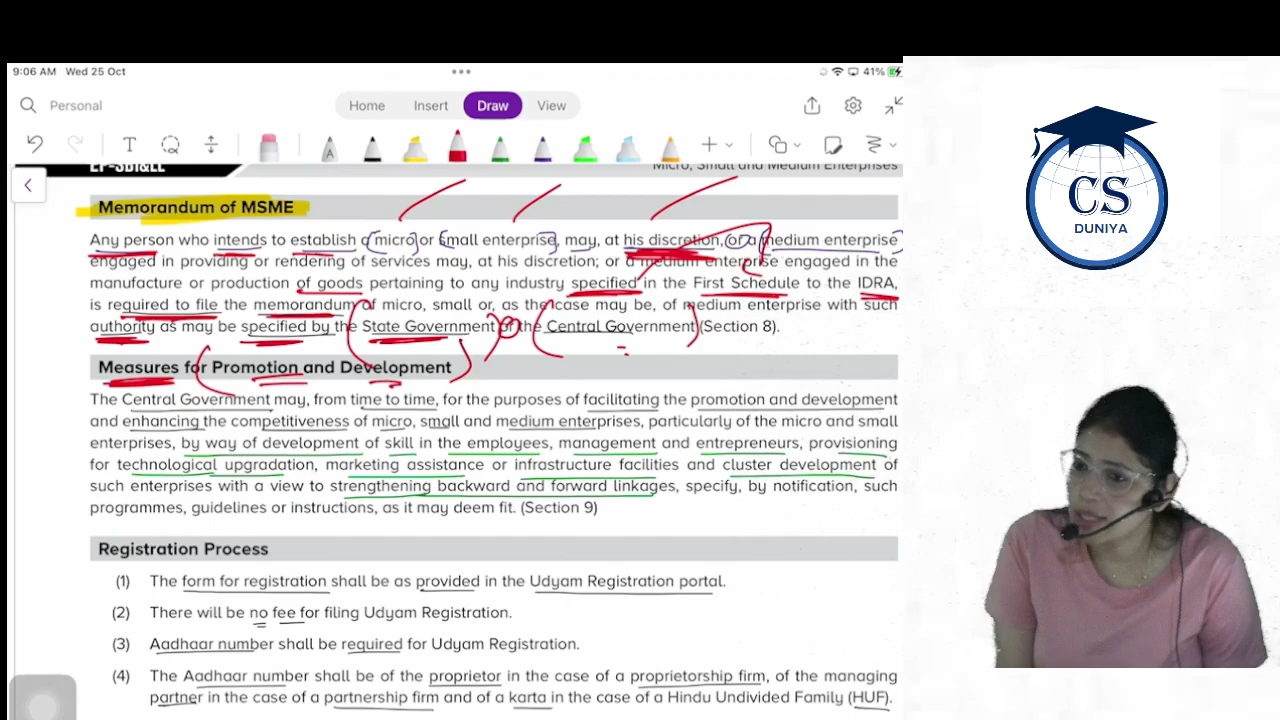 9:06 AM Wed 25 Oct
41%
Personal
Home Insert Draw View
EP-SBI&LL
Micro, Small and Medium Enterprises
Memorandum of MSME
Any person who intends to establish a micro or small enterprise, may, at his discretion, or a medium enterprise
engaged in providing or rendering of services may, at his discretion; or a medium enterprise engaged in the
manufacture or production of goods pertaining to any industry specified in the First Schedule to the IDRA,
is required to file the memorandum of micro, small or, as the case may be, of medium enterprise with such
authority as may be specified by the State Government or the Central Government (Section 8).
Measures for Promotion and Development
The Central Government may, from time to time, for the purposes of facilitating the promotion and development
and enhancing the competitiveness of micro, small and medium enterprises, particularly of the micro and small
enterprises, by way of development of skill in the employees, management and entrepreneurs, provisioning
for technological upgradation, marketing assistance or infrastructure facilities and cluster development of
such enterprises with a view to strengthening backward and forward linkages, specify, by notification, such
programmes, guidelines or instructions, as it may deem fit. (Section 9)
Registration Process
(1) The form for registration shall be as provided in the Udyam Registration portal.
(2) There will be no fee for filing Udyam Registration.
(3) Aadhaar number shall be required for Udyam Registration.
(4) The Aadhaar number shall be of the proprietor in the case of a proprietorship firm, of the managing
partner in the case of a partnership firm and of a karta in the case of a Hindu Undivided Family (HUF).
CS
DUNIYA